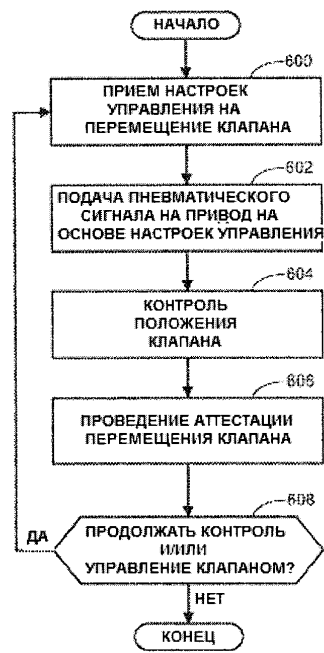 НАЧАЛО
600
ПРИЕМ НАСТРОЕК
УПРАВЛЕНИЯ НА
ПЕРЕМЕЩЕНИЕ КЛАПАНА
602
ПОДАЧА ПНЕВМАТИЧЕСКОГО
СИГНАЛА НА ПРИВОД НА
ОСНОВЕ НАСТРОЕК УПРАВЛЕНИЯ
604
КОНТРОЛЬ
ПОЛОЖЕНИЯ
КЛАПАНА
606
ПРОВЕДЕНИЕ АТТЕСТАЦИИ
ПЕРЕМЕЩЕНИЯ КЛАПАНА
608
ДА
ПРОДОЛЖАТЬ КОНТРОЛЬ
И/ИЛИ
УПРАВЛЕНИЕ КЛАПАНОМ?
НЕТ
КОНЕЦ